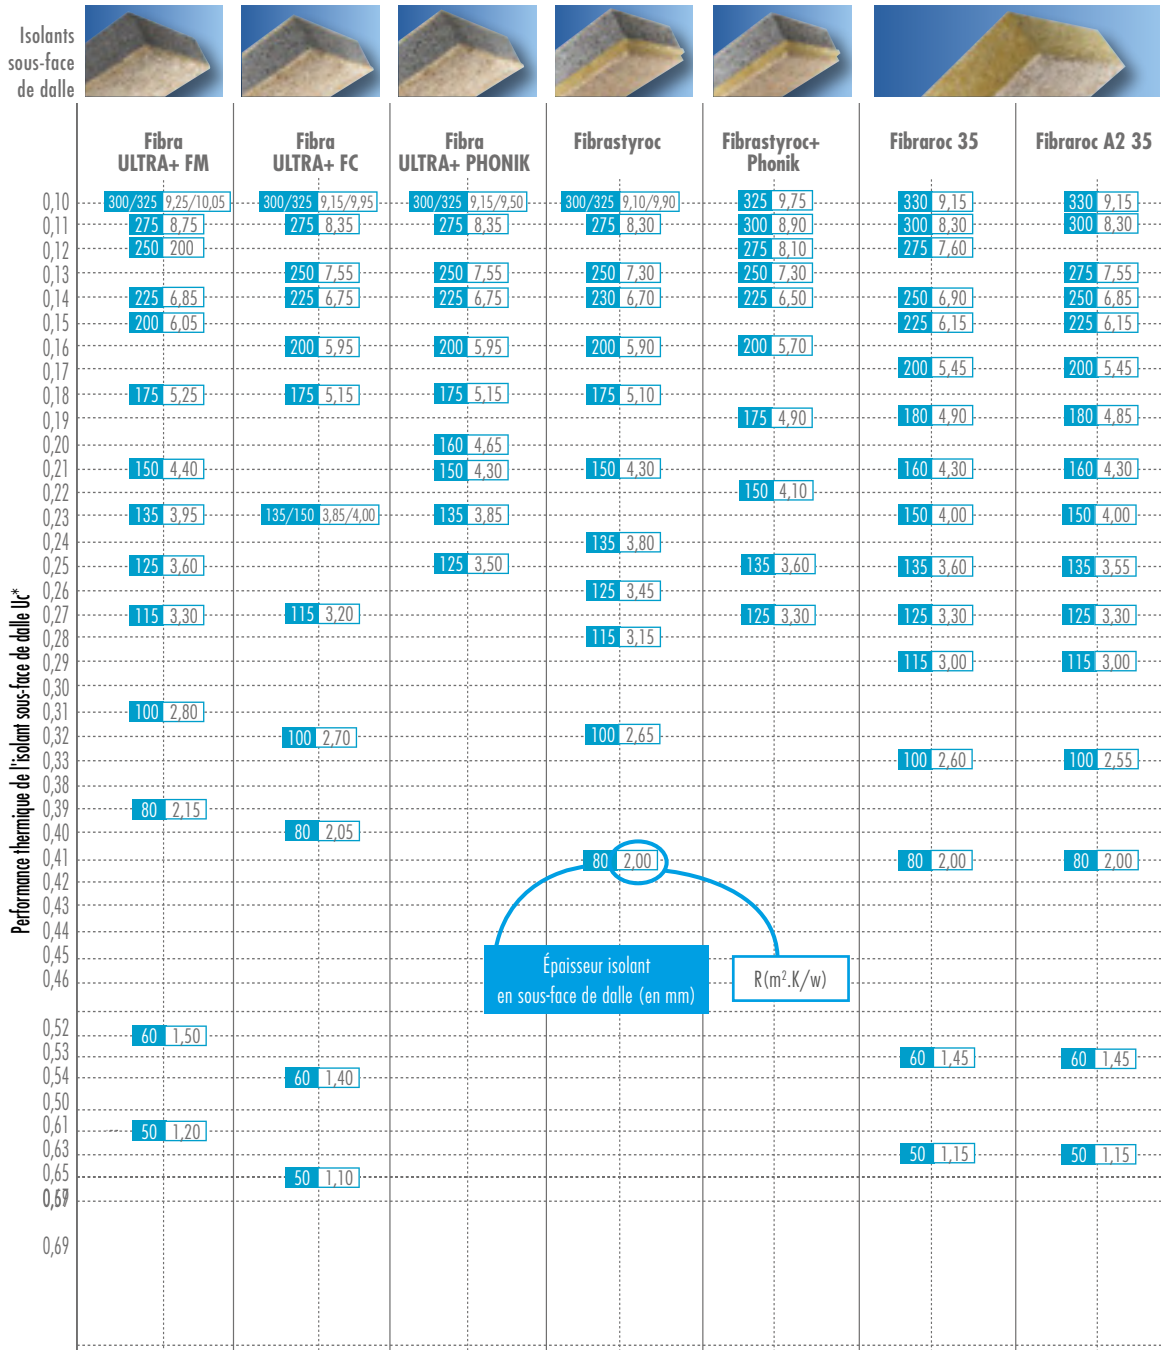 Isolants
sous-face
de dalle
Fibra
ULTRA+ FM
Fibra
ULTRA+ FC
Fibra
ULTRA+ PHONIK
Fibrastyroc
Fibrastyroc+
Phonik
Fibraroc 35
Fibraroc A2 35
Performance thermique de l'isolant sous-face de dalle Uc*
0,10 300/325 9,25/10,05 300/325 9,15/9,95 300/325 9,15/9,50 300/325 9,10/9,90 325 9,75 330 9,15 330 9,15
0,11 275 8,75 275 8,35 275 8,35 275 8,30 300 8,90 300 8,30 300 8,30
0,12 250 200 275 8,10 275 7,60
0,13 250 7,55 250 7,55 250 7,30 250 7,30 275 7,55
0,14 225 6,85 225 6,75 225 6,75 230 6,70 225 6,50 250 6,90 250 6,85
0,15 200 6,05 225 6,15 225 6,15
0,16 200 5,95 200 5,95 200 5,90 200 5,70
0,17 200 5,45 200 5,45
0,18 175 5,25 175 5,15 175 5,15 175 5,10
0,19 175 4,90 180 4,90 180 4,85
0,20 160 4,65
0,21 150 4,40 150 4,30 150 4,30 160 4,30 160 4,30
0,22 150 4,10
0,23 135 3,95 135/150 3,85/4,00 135 3,85 150 4,00 150 4,00
0,24 135 3,80
0,25 125 3,60 125 3,50 135 3,60 135 3,60 135 3,55
0,26 125 3,45
0,27 115 3,30 115 3,20 125 3,30 125 3,30 125 3,30
0,28 115 3,15
0,29 115 3,00 115 3,00
0,30
0,31 100 2,80
0,32 100 2,70 100 2,65
0,33 100 2,60 100 2,55
0,38
0,39 80 2,15
0,40 80 2,05
0,41 80 2,00 80 2,00 80 2,00
0,42
0,43
0,44
0,45
0,46
Épaisseur isolant
en sous-face de dalle (en mm)
R(m².K/w)
0,52 60 1,50
0,53 60 1,45 60 1,45
0,54 60 1,40
0,50
0,61 50 1,20
0,63 50 1,15 50 1,15
0,65 50 1,10
0,69